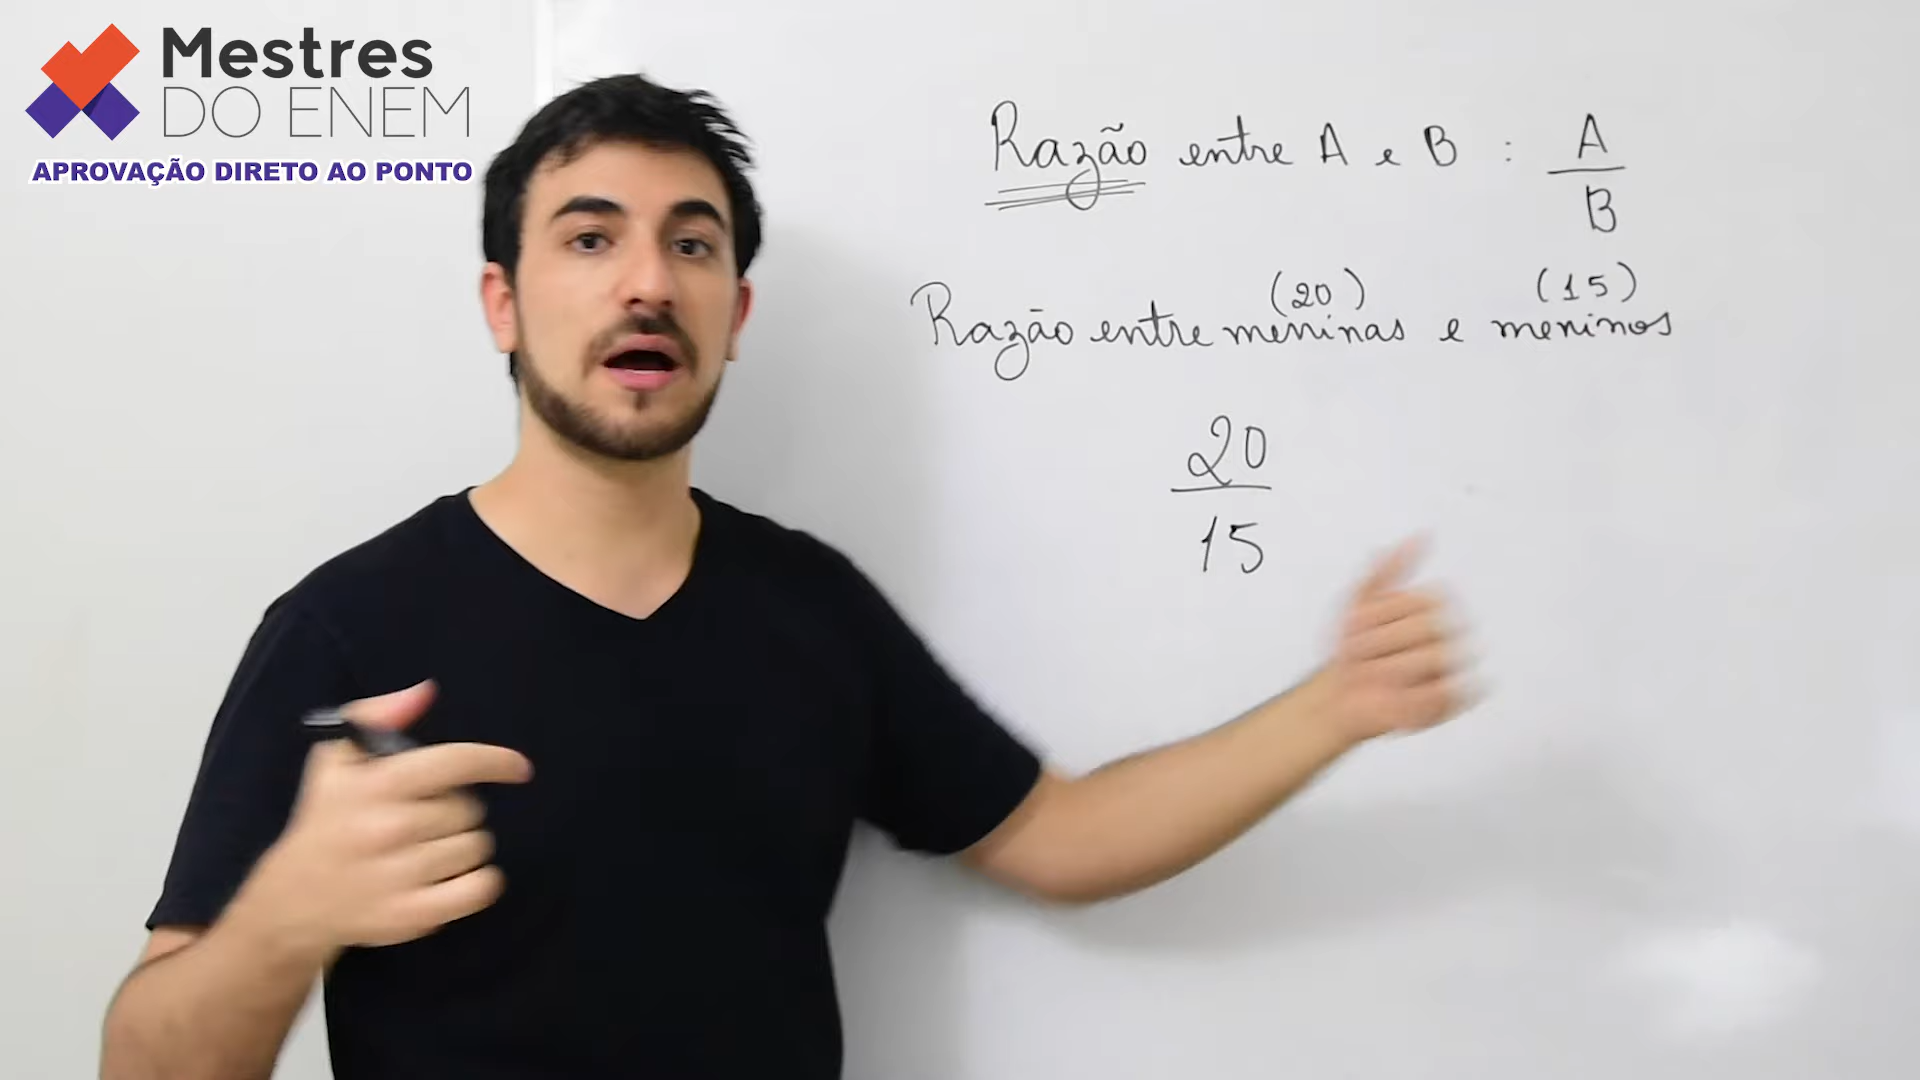 Mestres
DO ENEM
APROVAÇÃO DIRETO AO PONTO
Razão entre A e B : A
B
(20) (15)
Razão entre meninas e meninos
20
15